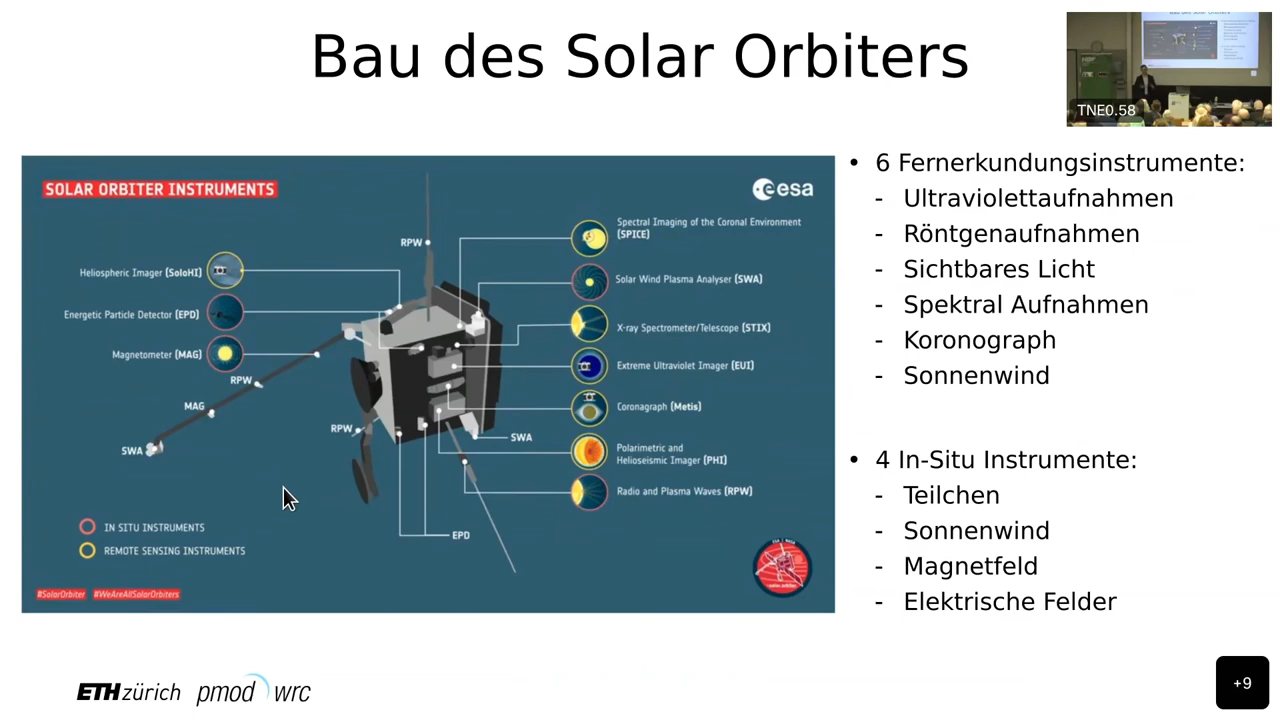 Bau des Solar Orbiters
TNE0.58
SOLAR ORBITER INSTRUMENTS
esa
RPW
Heliospheric Imager (SoloHI)
Energetic Particle Detector (EPD)
Magnetometer (MAG)
RPW
MAG
SWA
RPW
Spectral Imaging of the Coronal Environment
(SPICE)
Solar Wind Plasma Analyser (SWA)
X-ray Spectrometer/Telescope (STIX)
Extreme Ultraviolet Imager (EUI)
Coronagraph (Metis)
SWA
Polarimetric and
Helioseismic Imager (PHI)
Radio and Plasma Waves (RPW)
EPD
IN SITU INSTRUMENTS
REMOTE SENSING INSTRUMENTS
#SolarOrbiter #WeAreAllSolarOrbiters
• 6 Fernerkundungsinstrumente:
- Ultraviolettaufnahmen
- Röntgenaufnahmen
- Sichtbares Licht
- Spektral Aufnahmen
- Koronograph
- Sonnenwind
• 4 In-Situ Instrumente:
- Teilchen
- Sonnenwind
- Magnetfeld
- Elektrische Felder
ETH zürich pmod wrc
+9